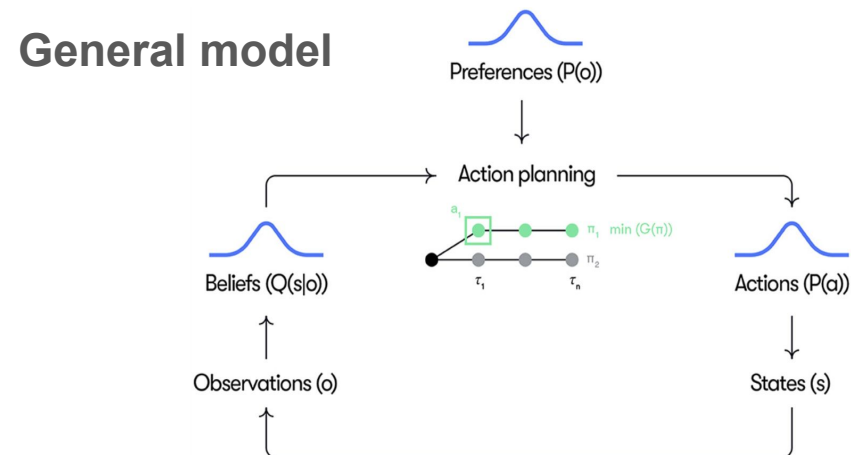 General model
Preferences (P(o))
Action planning
a₁
π₁ min (G(π))
π₂
τ₁ τₙ
Beliefs (Q(s|o))
Actions (P(a))
Observations (o)
States (s)